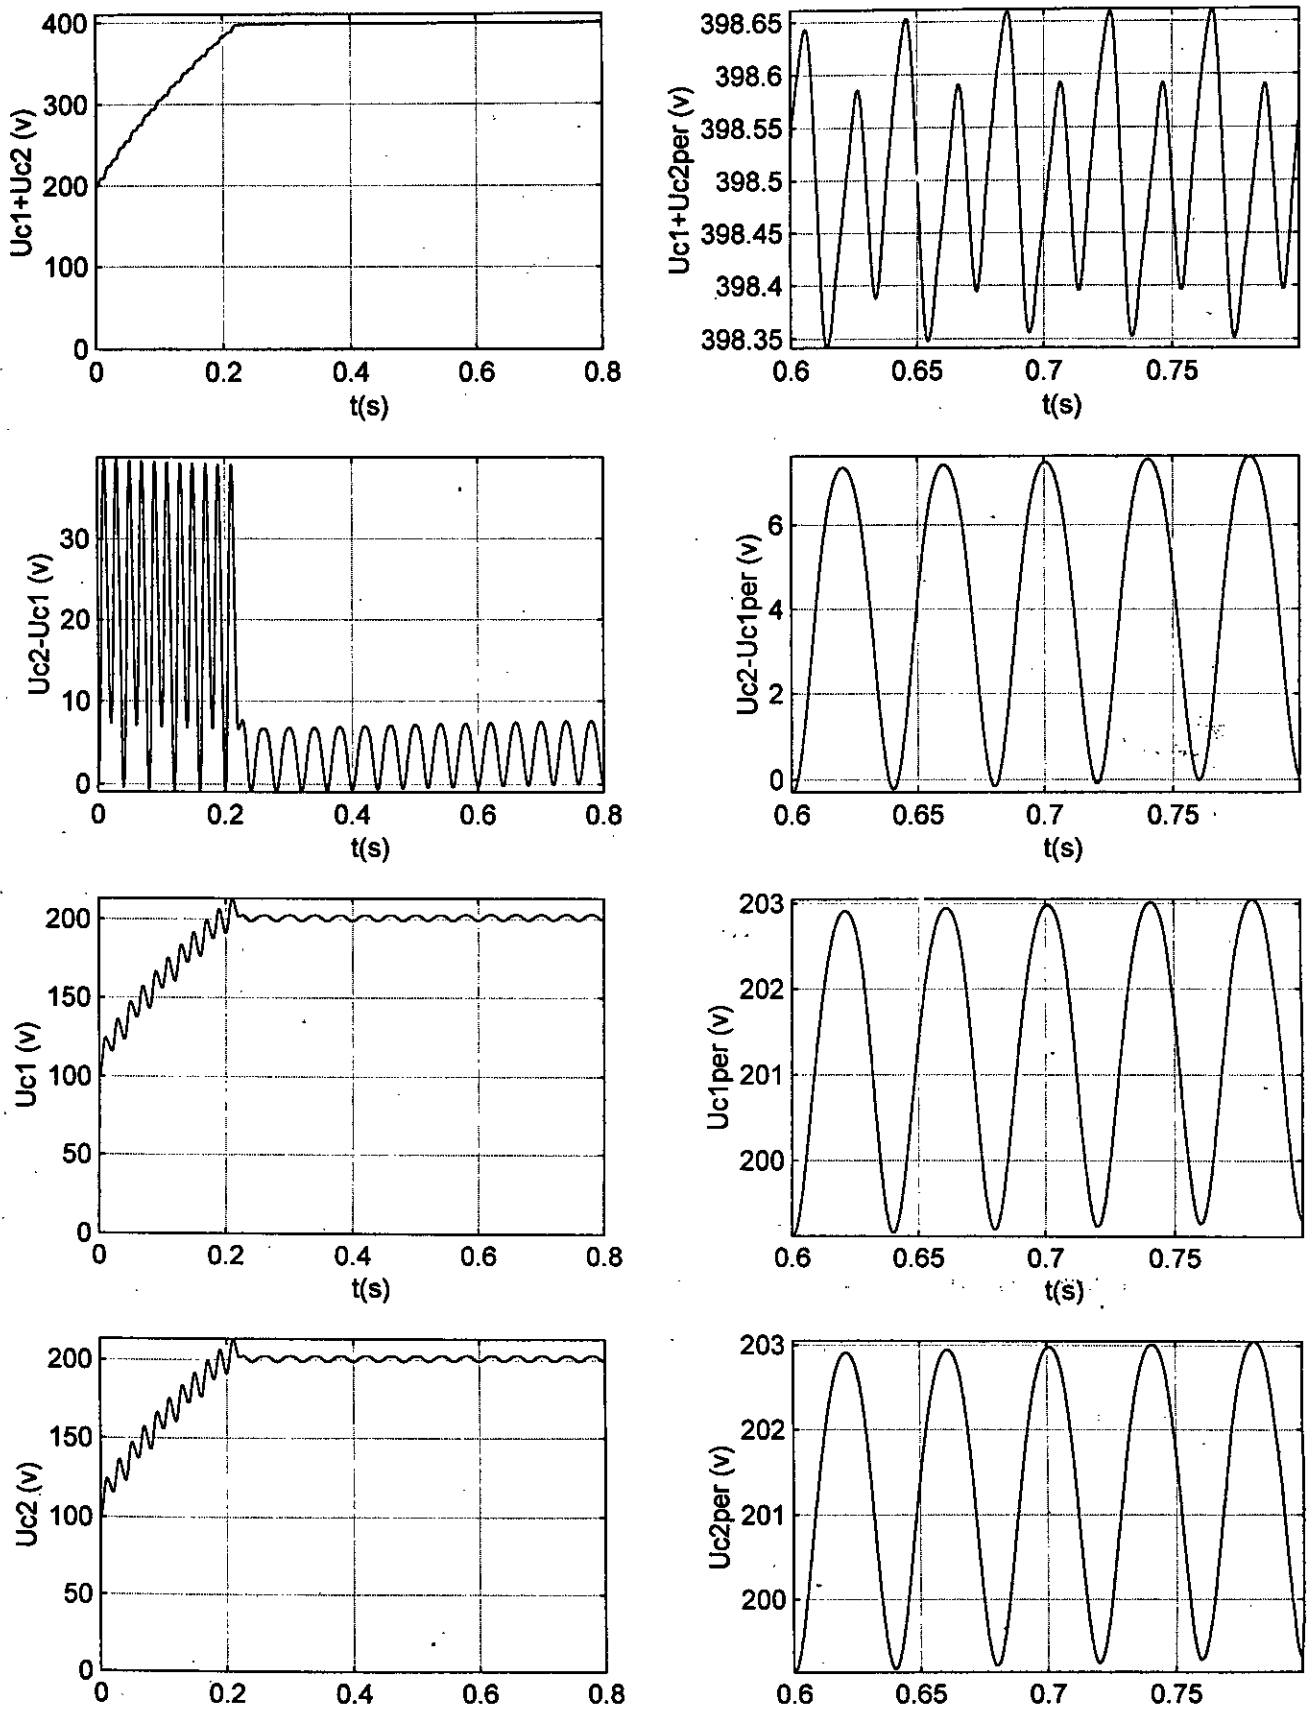 Uc1+Uc2 (v)
400
300
200
100
0
0 0.2 0.4 0.6 0.8
t(s)
Uc1+Uc2per (v)
398.65
398.6
398.55
398.5
398.45
398.4
398.35
0.6 0.65 0.7 0.75
t(s)
Uc2-Uc1 (v)
30
20
10
0
0 0.2 0.4 0.6 0.8
t(s)
Uc2-Uc1per (v)
6
4
2
0
0.6 0.65 0.7 0.75
t(s)
Uc1 (v)
200
150
100
50
0
0 0.2 0.4 0.6 0.8
t(s)
Uc1per (v)
203
202
201
200
0.6 0.65 0.7 0.75
t(s)
Uc2 (v)
200
150
100
50
0
0 0.2 0.4 0.6 0.8
Uc2per (v)
203
202
201
200
0.6 0.65 0.7 0.75